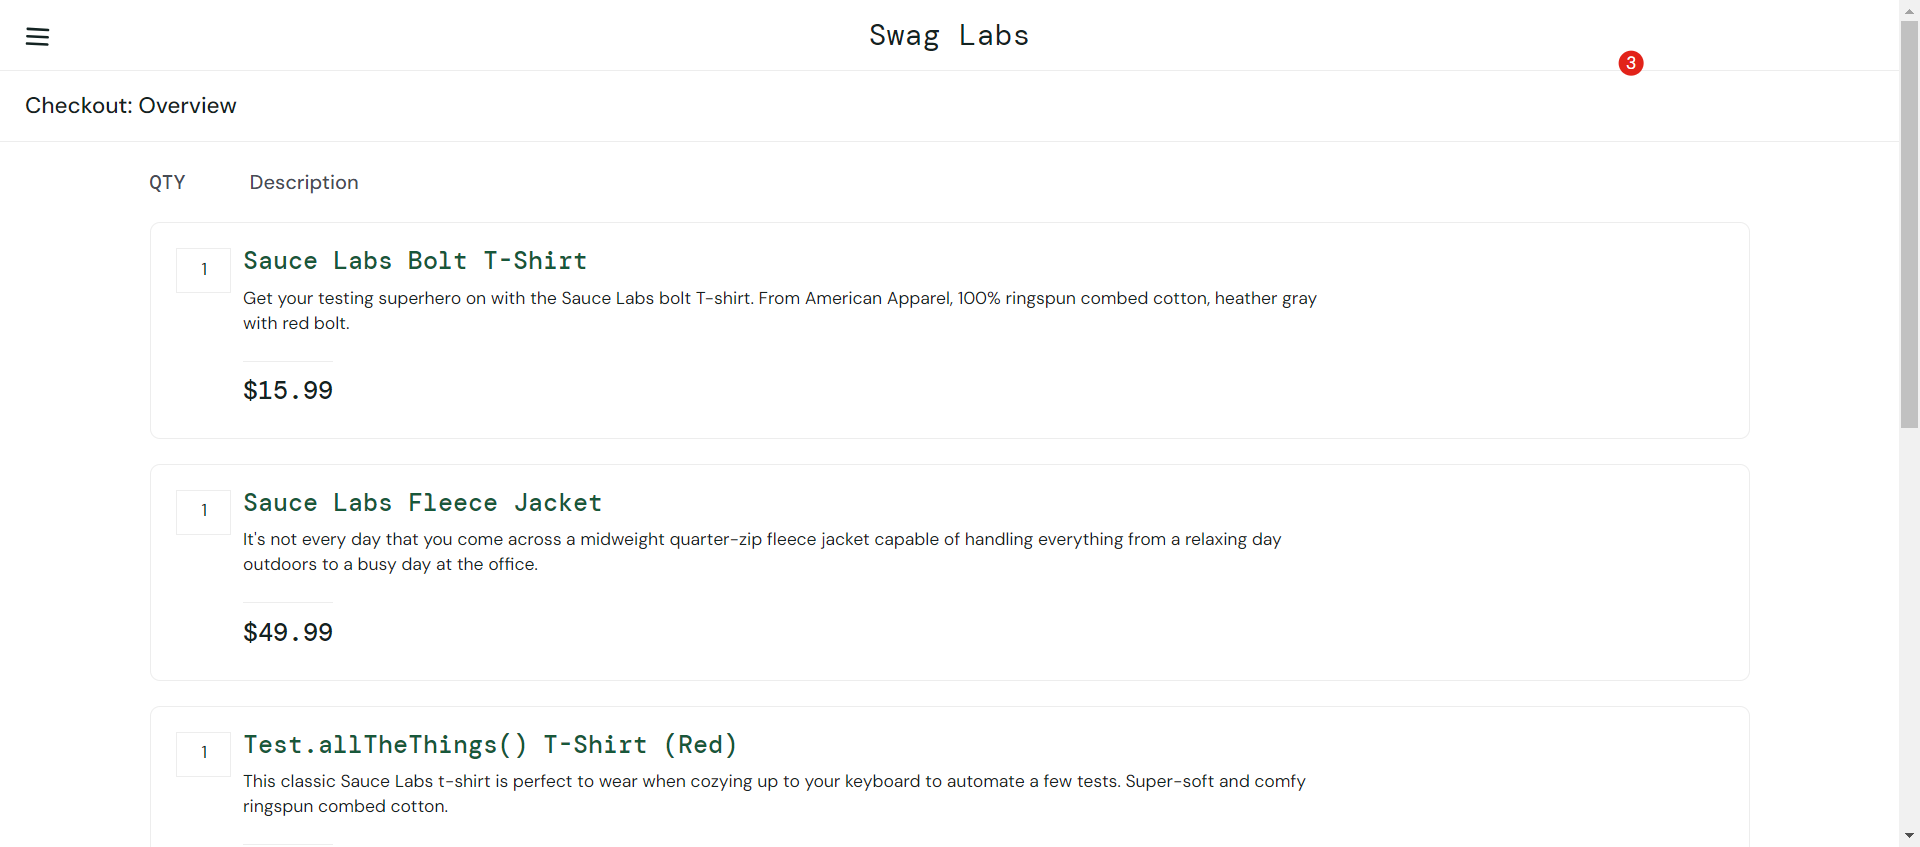 Swag Labs
3
Checkout: Overview
QTY Description
1
Sauce Labs Bolt T-Shirt
Get your testing superhero on with the Sauce Labs bolt T-shirt. From American Apparel, 100% ringspun combed cotton, heather gray
with red bolt.
$15.99
1
Sauce Labs Fleece Jacket
It's not every day that you come across a midweight quarter-zip fleece jacket capable of handling everything from a relaxing day
outdoors to a busy day at the office.
$49.99
1
Test.allTheThings() T-Shirt (Red)
This classic Sauce Labs t-shirt is perfect to wear when cozying up to your keyboard to automate a few tests. Super-soft and comfy
ringspun combed cotton.